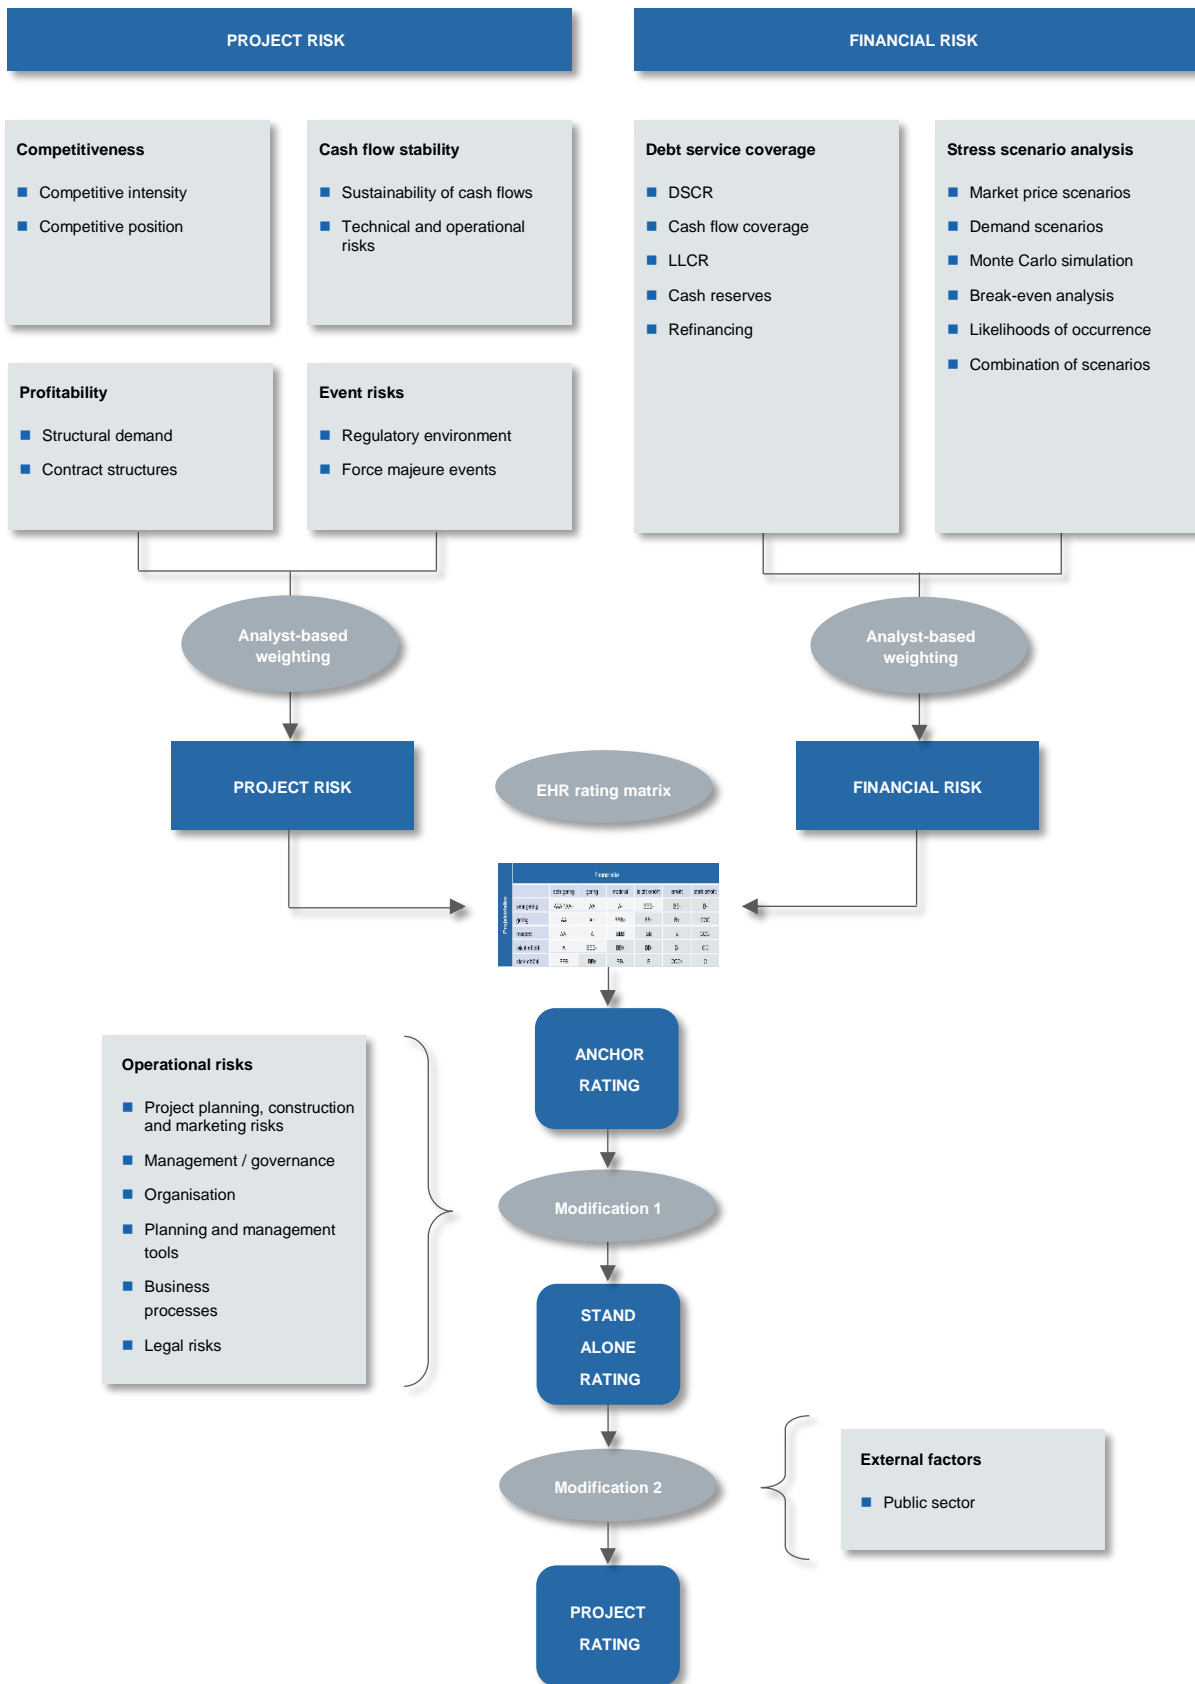 PROJECT RISK
FINANCIAL RISK
Competitiveness
Competitive intensity
Competitive position
Cash flow stability
Sustainability of cash flows
Technical and operational
risks
Debt service coverage
DSCR
Cash flow coverage
LLCR
Cash reserves
Refinancing
Stress scenario analysis
Market price scenarios
Demand scenarios
Monte Carlo simulation
Break-even analysis
Likelihoods of occurrence
Combination of scenarios
Profitability
Structural demand
Contract structures
Event risks
Regulatory environment
Force majeure events
Analyst-based
weighting
Analyst-based
weighting
PROJECT RISK
EHR rating matrix
FINANCIAL RISK
ANCHOR
RATING
Operational risks
Project planning, construction
and marketing risks
Management / governance
Organisation
Planning and management
tools
Business
processes
Legal risks
Modification 1
STAND
ALONE
RATING
Modification 2
External factors
Public sector
PROJECT
RATING